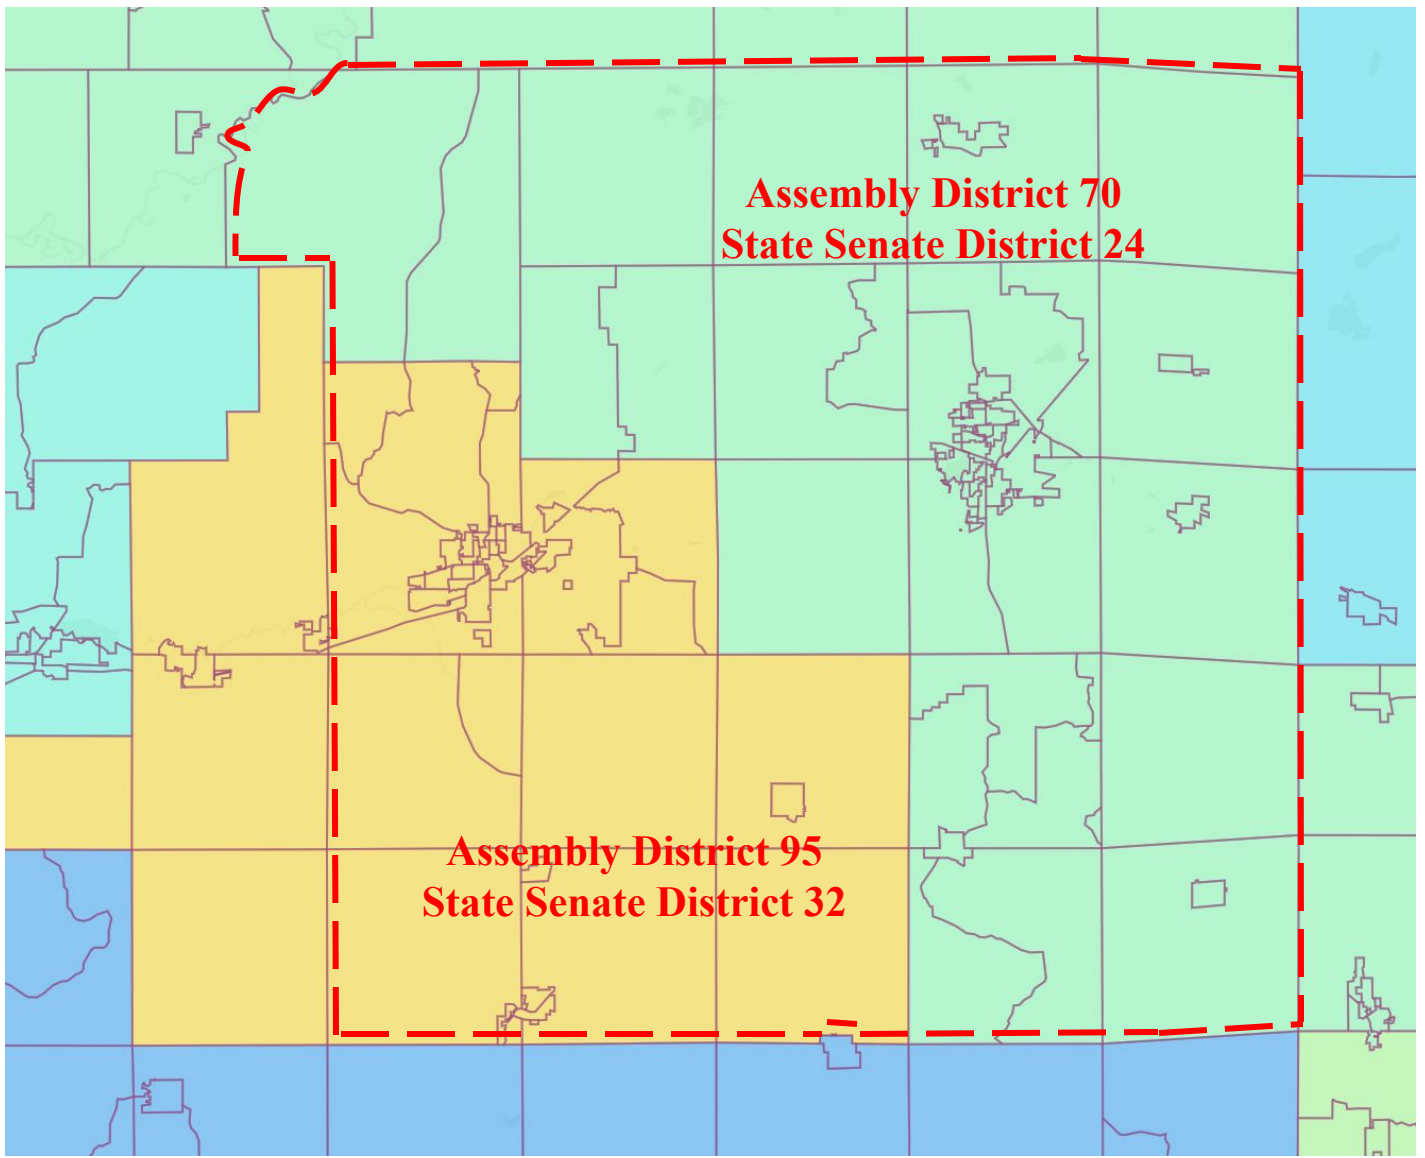 Assembly District 70
State Senate District 24
Assembly District 95
State Senate District 32